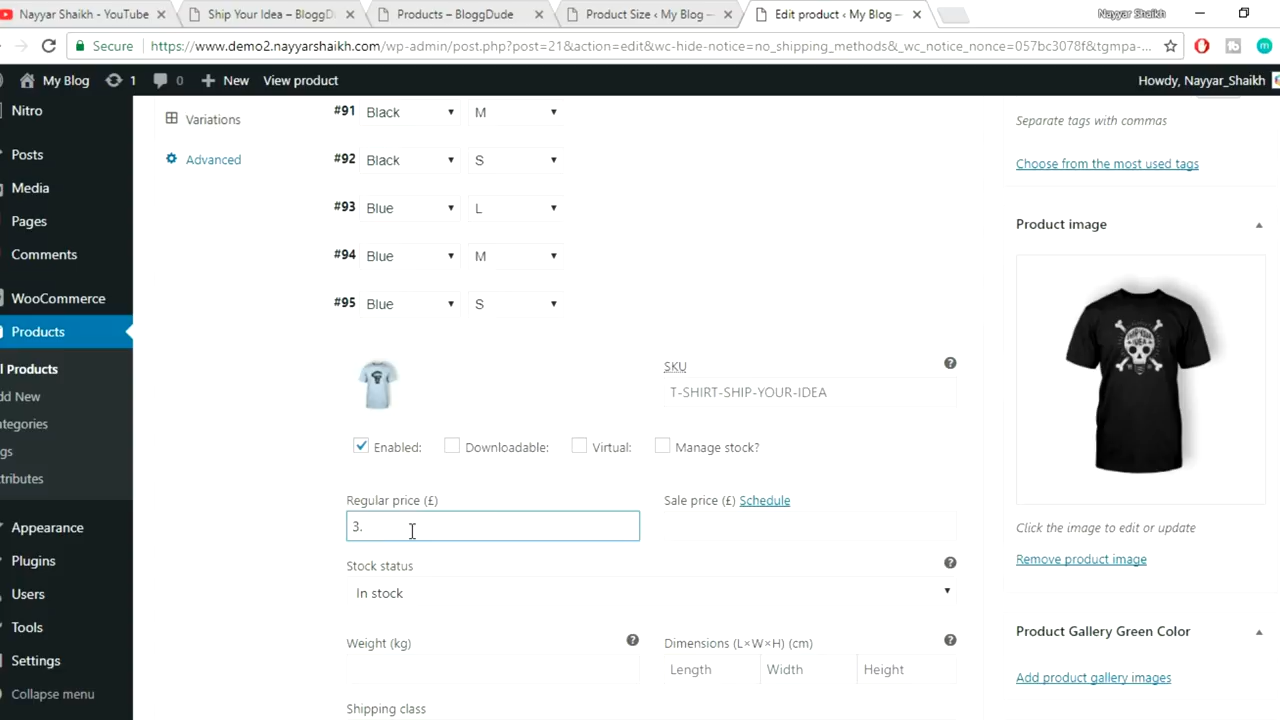 Nayyar Shaikh - YouTube
Ship Your Idea – BloggD
Products – BloggDude
Product Size ‹ My Blog –
Edit product ‹ My Blog –
Nayyar Shaikh
Secure
https://www.demo2.nayyarshaikh.com/wp-admin/post.php?post=21&action=edit&wc-hide-notice=no_shipping_methods&_wc_notice_nonce=057bc3078f&tgmpa-...
My Blog
1
0
New
View product
Howdy, Nayyar_Shaikh
Nitro
Posts
Media
Pages
Comments
WooCommerce
Products
l Products
dd New
ategories
gs
ttributes
Appearance
Plugins
Users
Tools
Settings
Collapse menu
Variations
Advanced
#91 Black M
#92 Black S
#93 Blue L
#94 Blue M
#95 Blue S
SKU
T-SHIRT-SHIP-YOUR-IDEA
Enabled: Downloadable: Virtual: Manage stock?
Regular price (£)
3.
Sale price (£) Schedule
Stock status
In stock
Weight (kg)
Dimensions (L×W×H) (cm)
Length Width Height
Shipping class
Separate tags with commas
Choose from the most used tags
Product image
SHIP YOUR
IDEA
Click the image to edit or update
Remove product image
Product Gallery Green Color
Add product gallery images